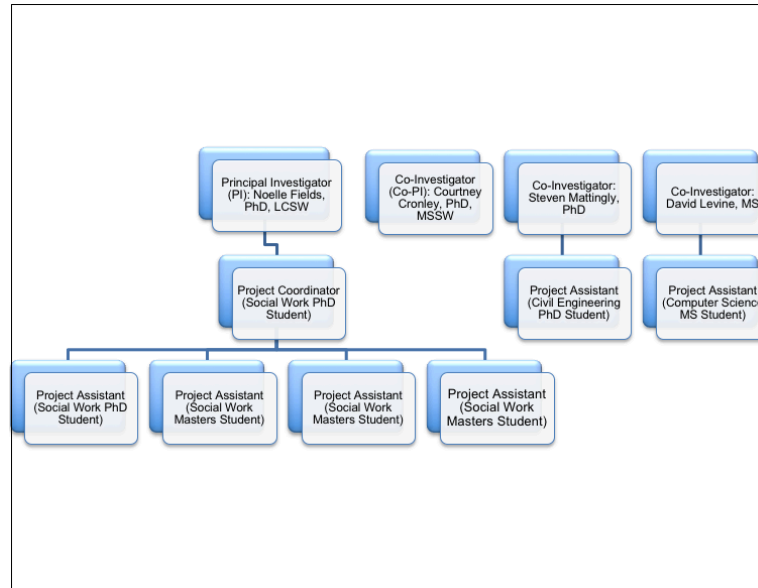 Principal Investigator
(PI): Noelle Fields,
PhD, LCSW
Co-Investigator
(Co-PI): Courtney
Cronley, PhD,
MSSW
Co-Investigator:
Steven Mattingly,
PhD
Co-Investigator:
David Levine, MS
Project Coordinator
(Social Work PhD
Student)
Project Assistant
(Civil Engineering
PhD Student)
Project Assistant
(Computer Science
MS Student)
Project Assistant
(Social Work PhD
Student)
Project Assistant
(Social Work
Masters Student)
Project Assistant
(Social Work
Masters Student)
Project Assistant
(Social Work
Masters Student)